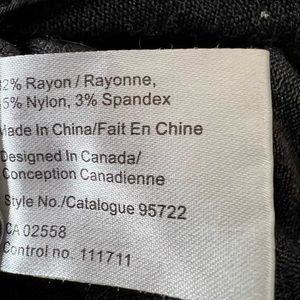 2% Rayon / Rayonne,
5% Nylon, 3% Spandex
Made In China/Fait En Chine
Designed In Canada/
Conception Canadienne
Style No./Catalogue 95722
CA 02558
Control no. 111711